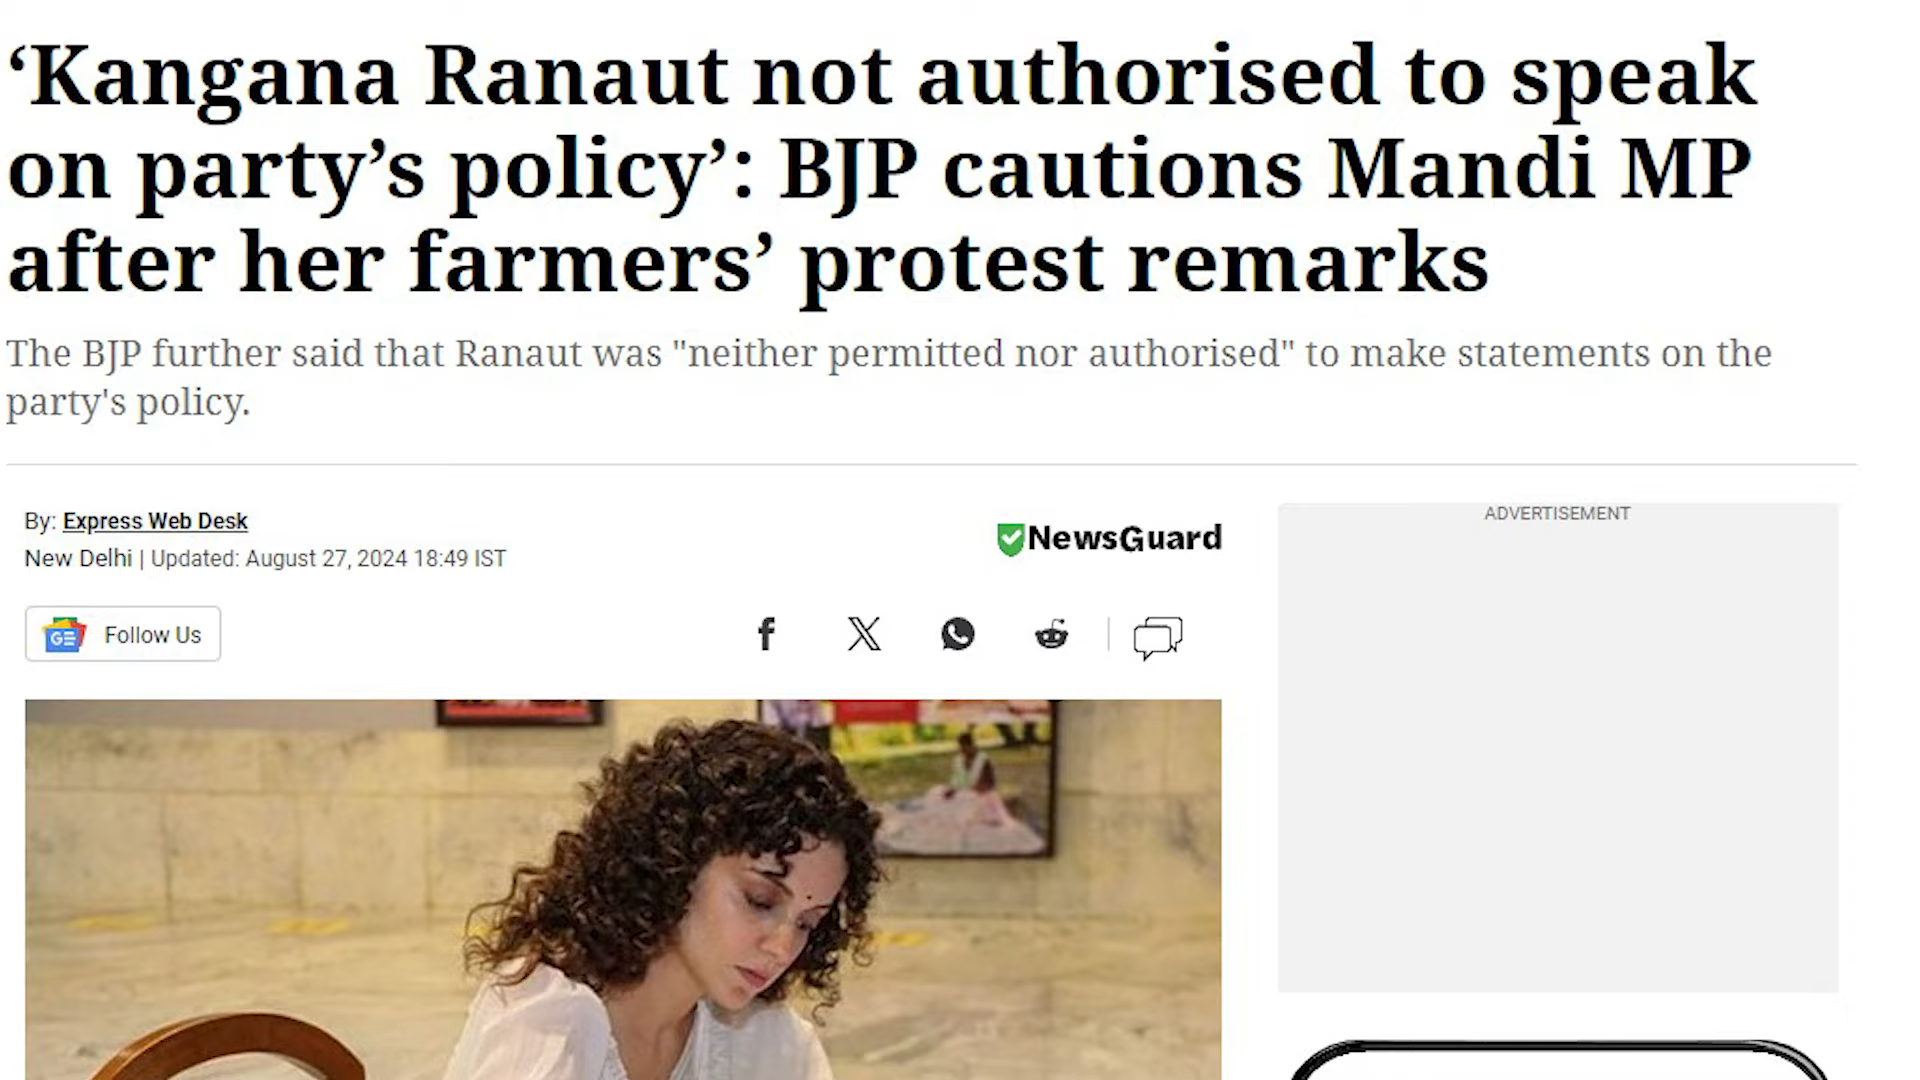 ‘Kangana Ranaut not authorised to speak
on party’s policy’: BJP cautions Mandi MP
after her farmers’ protest remarks
The BJP further said that Ranaut was "neither permitted nor authorised" to make statements on the
party's policy.
By: Express Web Desk
New Delhi | Updated: August 27, 2024 18:49 IST
NewsGuard
ADVERTISEMENT
GE Follow Us